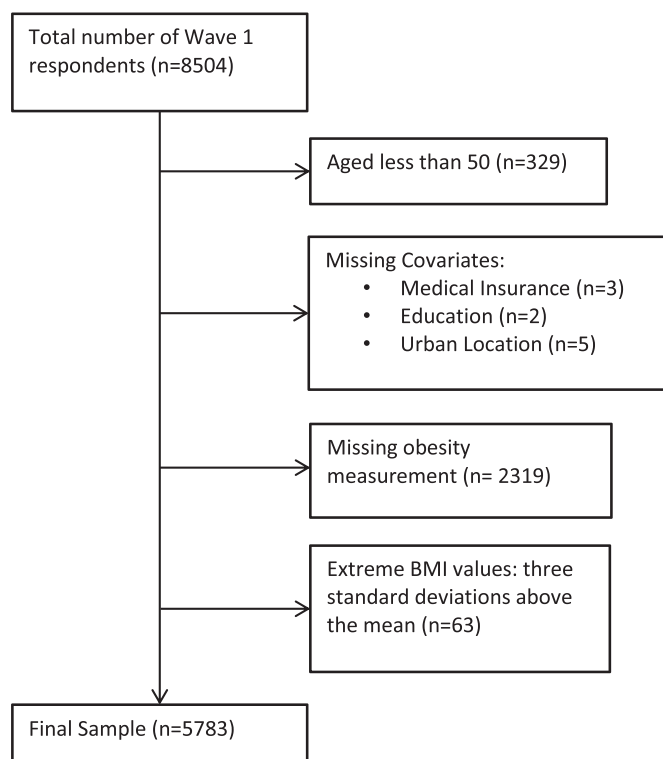 Total number of Wave 1
respondents (n=8504)
Aged less than 50 (n=329)
Missing Covariates:
• Medical Insurance (n=3)
• Education (n=2)
• Urban Location (n=5)
Missing obesity
measurement (n= 2319)
Extreme BMI values: three
standard deviations above
the mean (n=63)
Final Sample (n=5783)